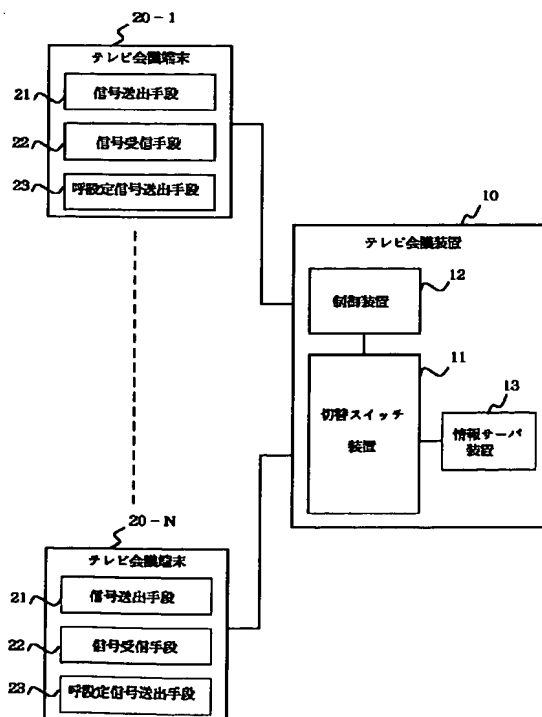 20-1
テレビ会議端末
21
信号送出手段
22
信号受信手段
23
呼設定信号送出手段
10
テレビ会議装置
12
制御装置
11
切替スイッチ
装置
13
情報サーバ
装置
20-N
テレビ会議端末
21
信号送出手段
22
信号受信手段
23
呼設定信号送出手段